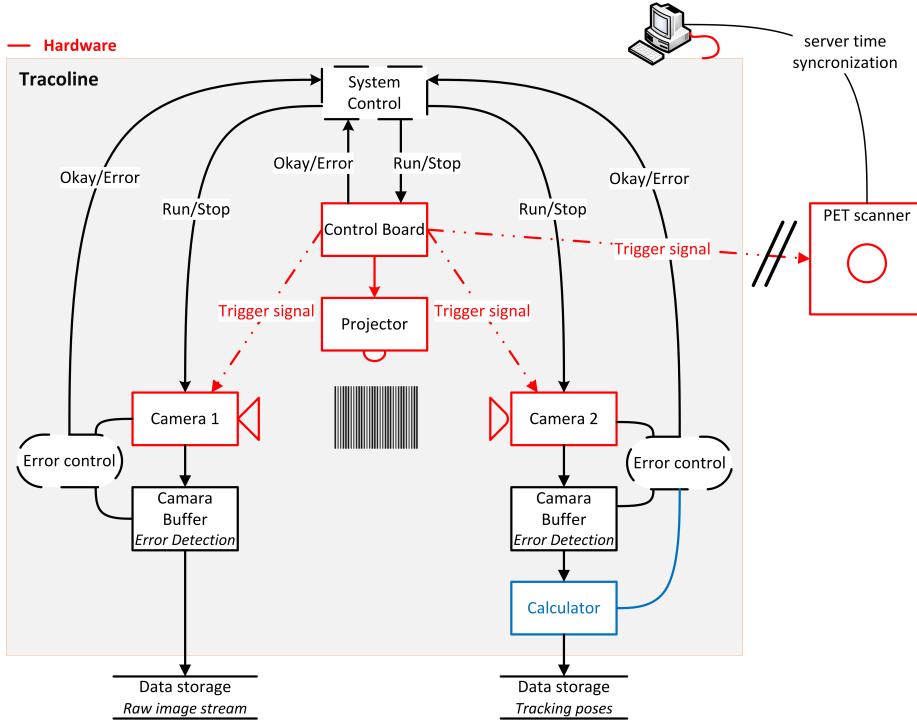 Hardware
server time
syncronization
Tracoline
System
Control
Okay/Error
Okay/Error
Run/Stop
Okay/Error
Run/Stop
Run/Stop
Control Board
PET scanner
Trigger signal
Trigger signal
Trigger signal
Projector
Camera 1
Camera 2
Error control
Error control
Camara
Buffer
Error Detection
Camara
Buffer
Error Detection
Calculator
Data storage
Raw image stream
Data storage
Tracking poses